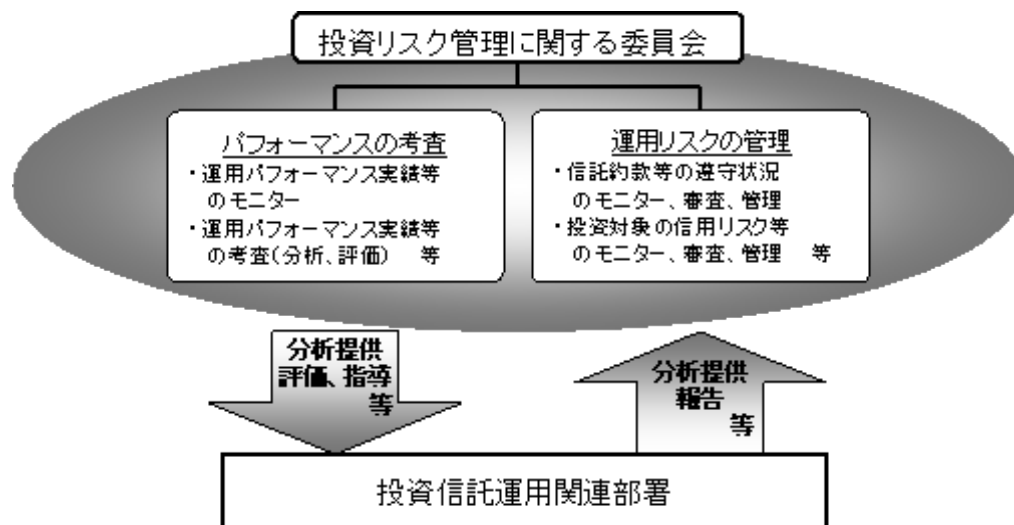 投資リスク管理に関する委員会
パフォーマンスの考査
・運用パフォーマンス実績等
のモニター
・運用パフォーマンス実績等
の考査(分析、評価) 等
運用リスクの管理
・信託約款等の遵守状況
のモニター、審査、管理
・投資対象の信用リスク等
のモニター、審査、管理 等
分析提供
評価、指導
等
分析提供
報告
等
投資信託運用関連部署